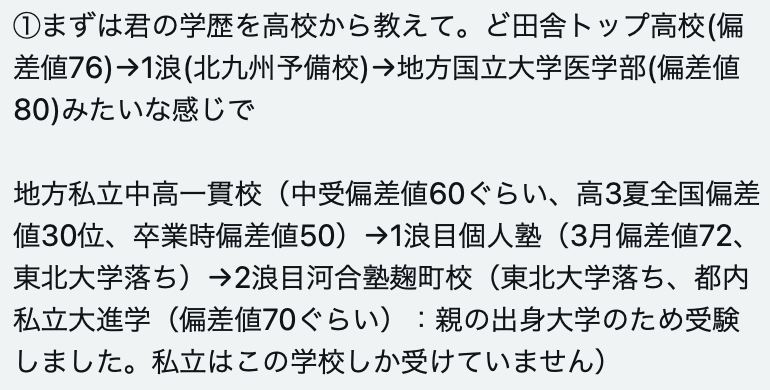 ①まずは君の学歴を高校から教えて。ど田舎トップ高校(偏
差値76)→1浪(北九州予備校)→地方国立大学医学部(偏差値
80)みたいな感じで

地方私立中高一貫校（中受偏差値60ぐらい、高3夏全国偏差
値30位、卒業時偏差値50）→1浪目個人塾（3月偏差値72、
東北大学落ち）→2浪目河合塾麹町校（東北大学落ち、都内
私立大進学（偏差値70ぐらい）：親の出身大学のため受験
しました。私立はこの学校しか受けていません）